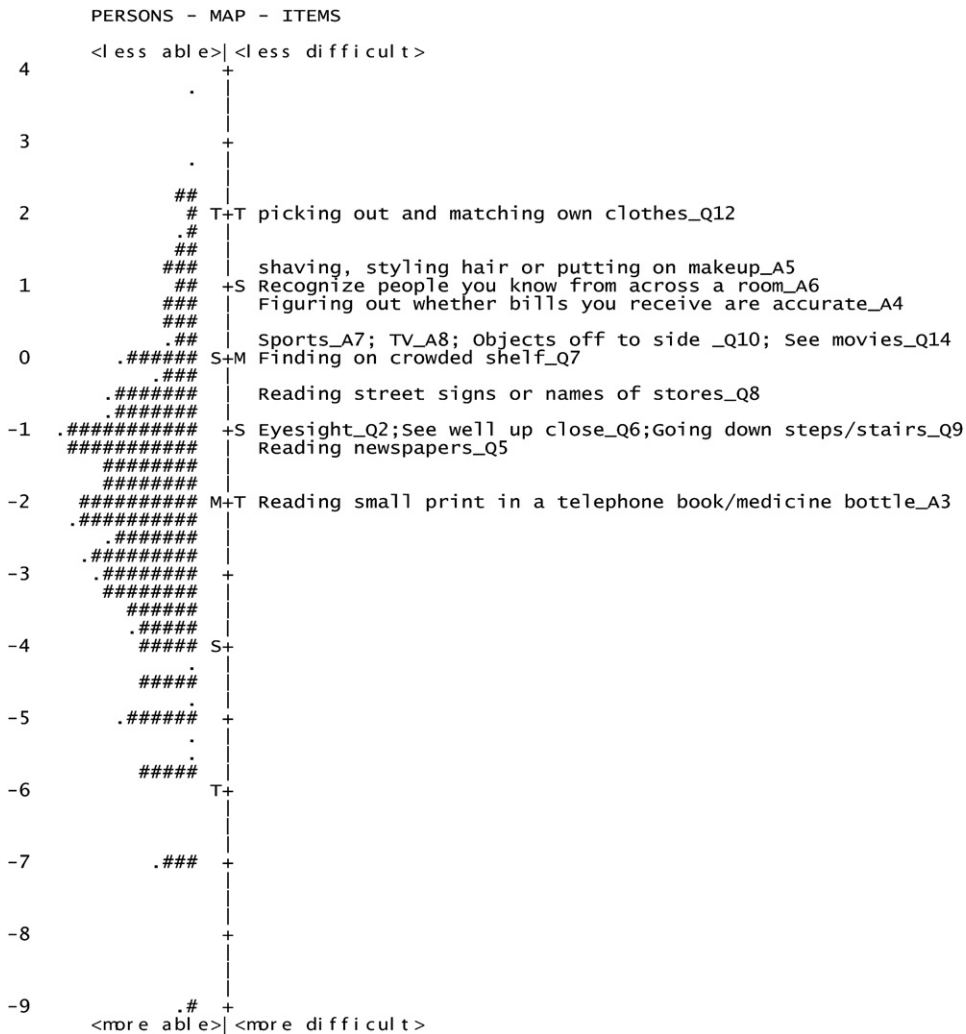 PERSONS - MAP - ITEMS
<less able>|<less difficult>
4 +
. |
|
|
3 +
. |
|
## |
2 # T+T picking out and matching own clothes_Q12
.# |
## |
### | shaving, styling hair or putting on makeup_A5
1 ## +S Recognize people you know from across a room_A6
### | Figuring out whether bills you receive are accurate_A4
### |
.## | Sports_A7; TV_A8; Objects off to side _Q10; See movies_Q14
0 .###### S+M Finding on crowded shelf_Q7
.### |
.####### | Reading street signs or names of stores_Q8
.####### |
-1 .########### +S Eyesight_Q2;See well up close_Q6;Going down steps/stairs_Q9
########### | Reading newspapers_Q5
######## |
######## |
-2 ########## M+T Reading small print in a telephone book/medicine bottle_A3
.########## |
.####### |
.######### |
-3 .######## +
######## |
###### |
.##### |
-4 ##### S+
. |
##### |
. |
-5 .###### +
. |
. |
##### |
-6 T+
|
|
|
-7 .### +
|
|
|
-8 +
|
|
|
-9 .# +
<more able>|<more difficult>